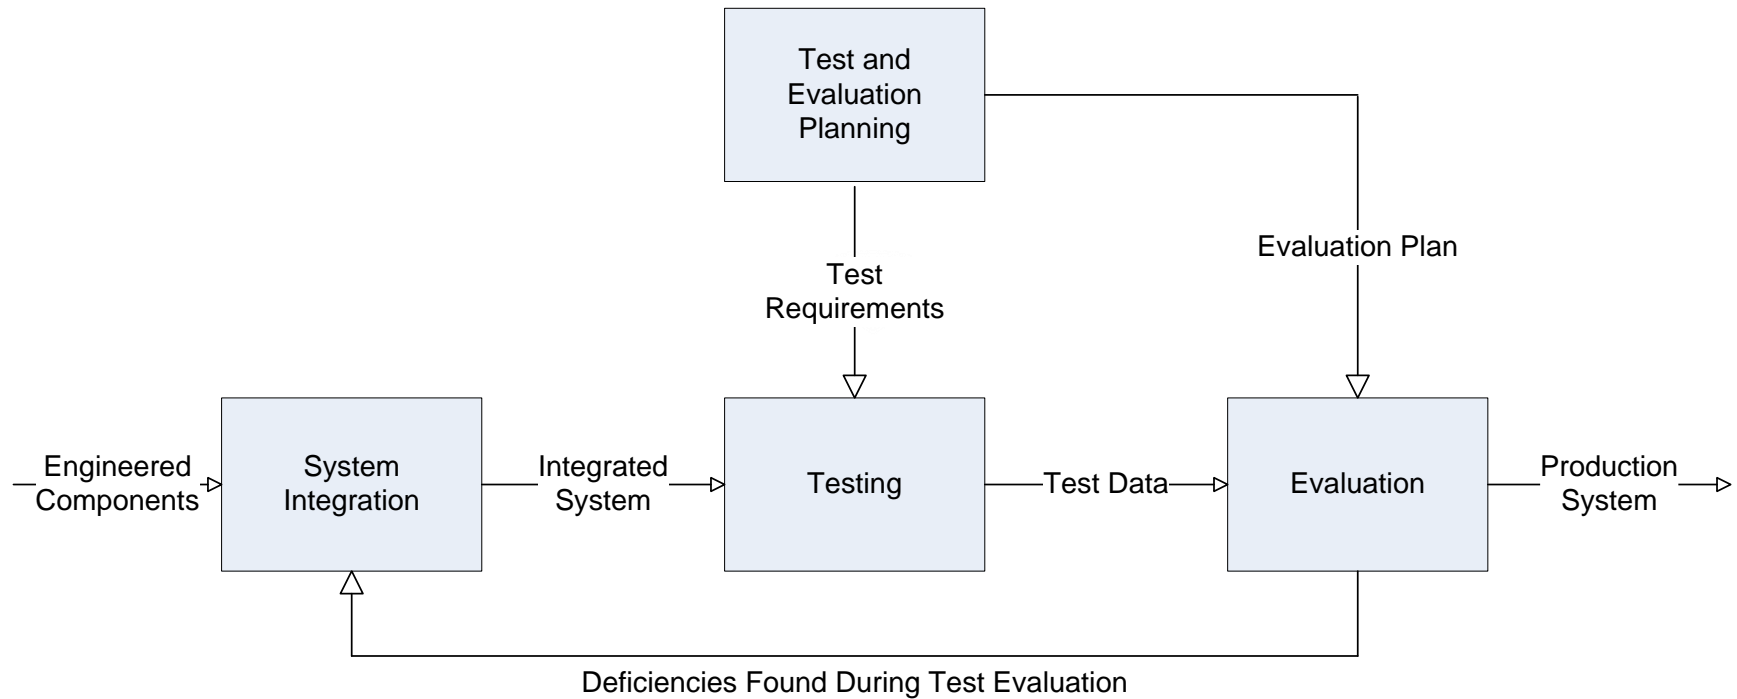 Test and
Evaluation
Planning
Evaluation Plan
Test
Requirements
Engineered
Components
System
Integration
Integrated
System
Testing
Test Data
Evaluation
Production
System
Deficiencies Found During Test Evaluation